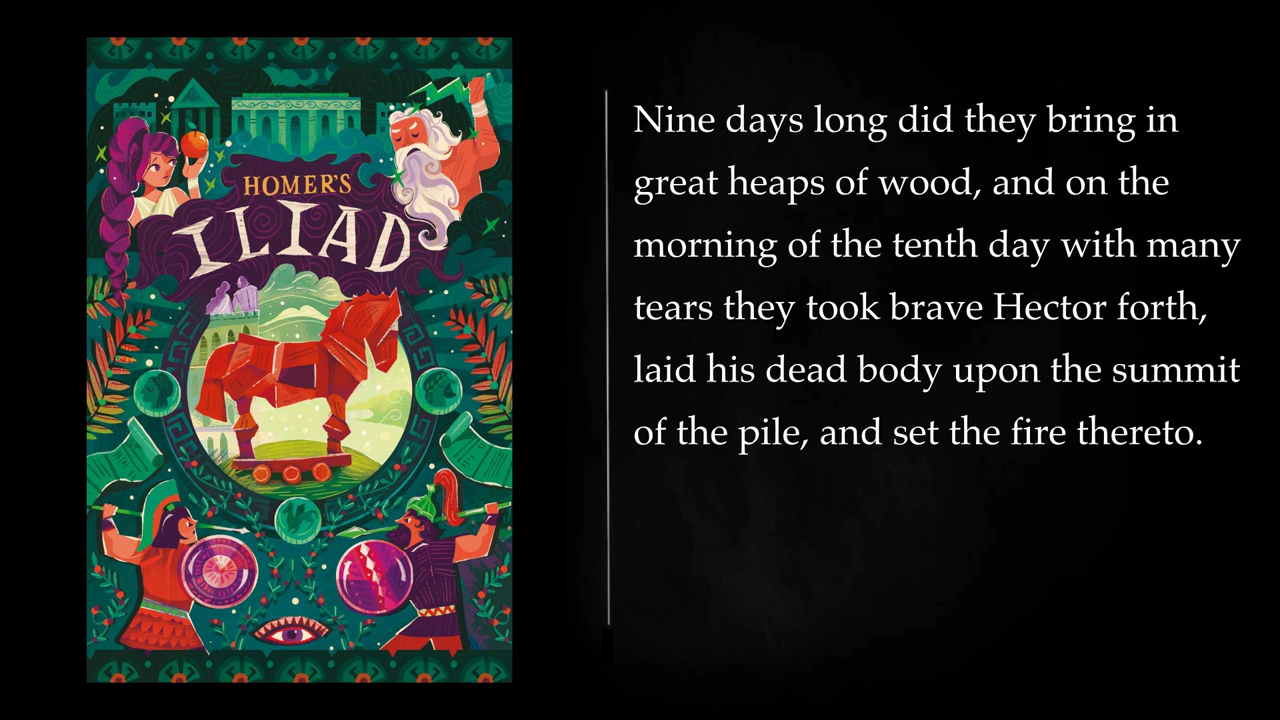 HOMER'S
ILIAD
Nine days long did they bring in
great heaps of wood, and on the
morning of the tenth day with many
tears they took brave Hector forth,
laid his dead body upon the summit
of the pile, and set the fire thereto.